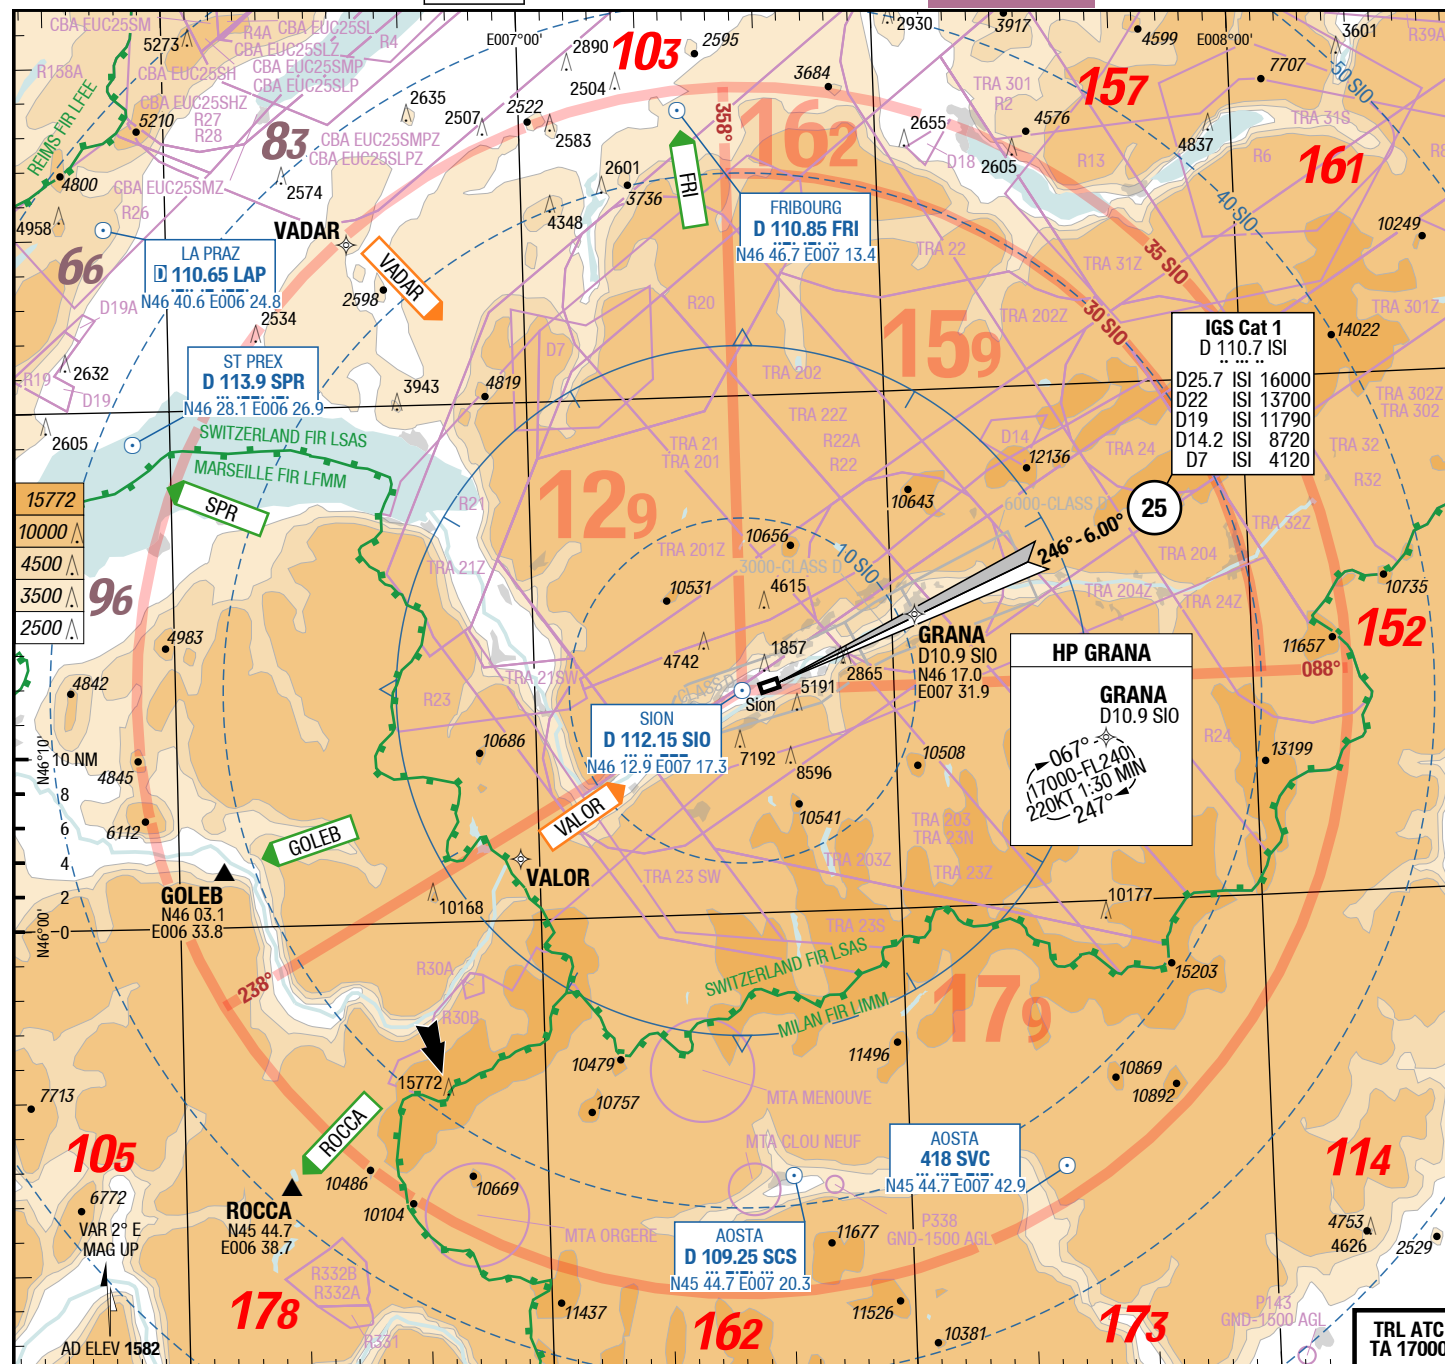 CBA EUC25SM
5273
R4A
CBA EUC25SL
R4
CBA EUC25SLZ
CBA EUC25SH
CBA EUC25SMP
CBA EUC25SLP
R158A
REIMS FIR LFEE
CBA EUC25SHZ
R27
R28
5210
83
CBA EUC25SMPZ
CBA EUC25SLPZ
2574
4800
CBA EUC25SMZ
R26
4958
66
E007°00'
2890
103
2595
2504
2635
2507
2522
2583
2601
3736
4348
3684
358°
162
2930
3917
4599
TRA 301
R2
157
E008°00'
7707
3601
R39A
50 SIO
4576
2655
D18
2605
R13
4837
TRA 31S
R6
161
40 SIO
10249
VADAR
VADAR
2598
FRI
LA PRAZ
D 110.65 LAP
N46 40.6 E006 24.8
FRIBOURG
D 110.85 FRI
N46 46.7 E007 13.4
TRA 22
35 SIO
TRA 31Z
30 SIO
TRA 202Z
TRA 301Z
14022
D19A
2534
2632
R19
D19
2605
ST PREX
D 113.9 SPR
N46 28.1 E006 26.9
3943
4819
D7
R20
159
TRA 202
TRA 22Z
R22A
R22
D14
12136
TRA 24
IGS Cat 1
D 110.7 ISI
D25.7 ISI 16000
D22 ISI 13700
D19 ISI 11790
D14.2 ISI 8720
D7 ISI 4120
TRA 302Z
TRA 302
TRA 32
R32
SWITZERLAND FIR LSAS
MARSEILLE FIR LFMM
SPR
15772
10000
4500
3500
2500
96
R21
129
TRA 21
TRA 201
TRA 201Z
10656
3000-CLASS D
10 SIO
4615
10531
10643
6000-CLASS D
25
246°-6.00°
TRA 32Z
TRA 204
TRA 204Z
TRA 24Z
10735
152
11657
TRA 21Z
4983
4842
4742
1857
5191
2865
GRANA
D10.9 SIO
N46 17.0
E007 31.9
HP GRANA
GRANA
D10.9 SIO
067°
17000-FL240
220KT 1:30 MIN
247°
088°
TRA 21SW
R23
CLASS D
Sion
SION
D 112.15 SIO
N46 12.9 E007 17.3
7192
8596
10508
R24
13199
N46°10'
10 NM
8
6
4
2
0
N46°00'
4845
6112
10686
VALOR
VALOR
10541
TRA 203
TRA 23N
TRA 203Z
TRA 23Z
TRA 23 SW
TRA 23S
10177
GOLEB
GOLEB
N46 03.1
E006 33.8
10168
238°
R30A
R30B
SWITZERLAND FIR LSAS
MILAN FIR LIMM
179
15203
15772
7713
10479
10757
MTA MENOUVE
11496
10869
10892
105
ROCCA
ROCCA
N45 44.7
E006 38.7
10486
10104
10669
MTA ORGERE
MTA CLOU NEUF
AOSTA
418 SVC
N45 44.7 E007 42.9
114
6772
VAR 2° E
MAG UP
AD ELEV 1582
R332B
R332A
R331
178
11437
AOSTA
D 109.25 SCS
N45 44.7 E007 20.3
11677
P338
GND-1500 AGL
162
11526
10381
173
P143
GND-1500 AGL
4753
4626
2529
TRL ATC
TA 17000